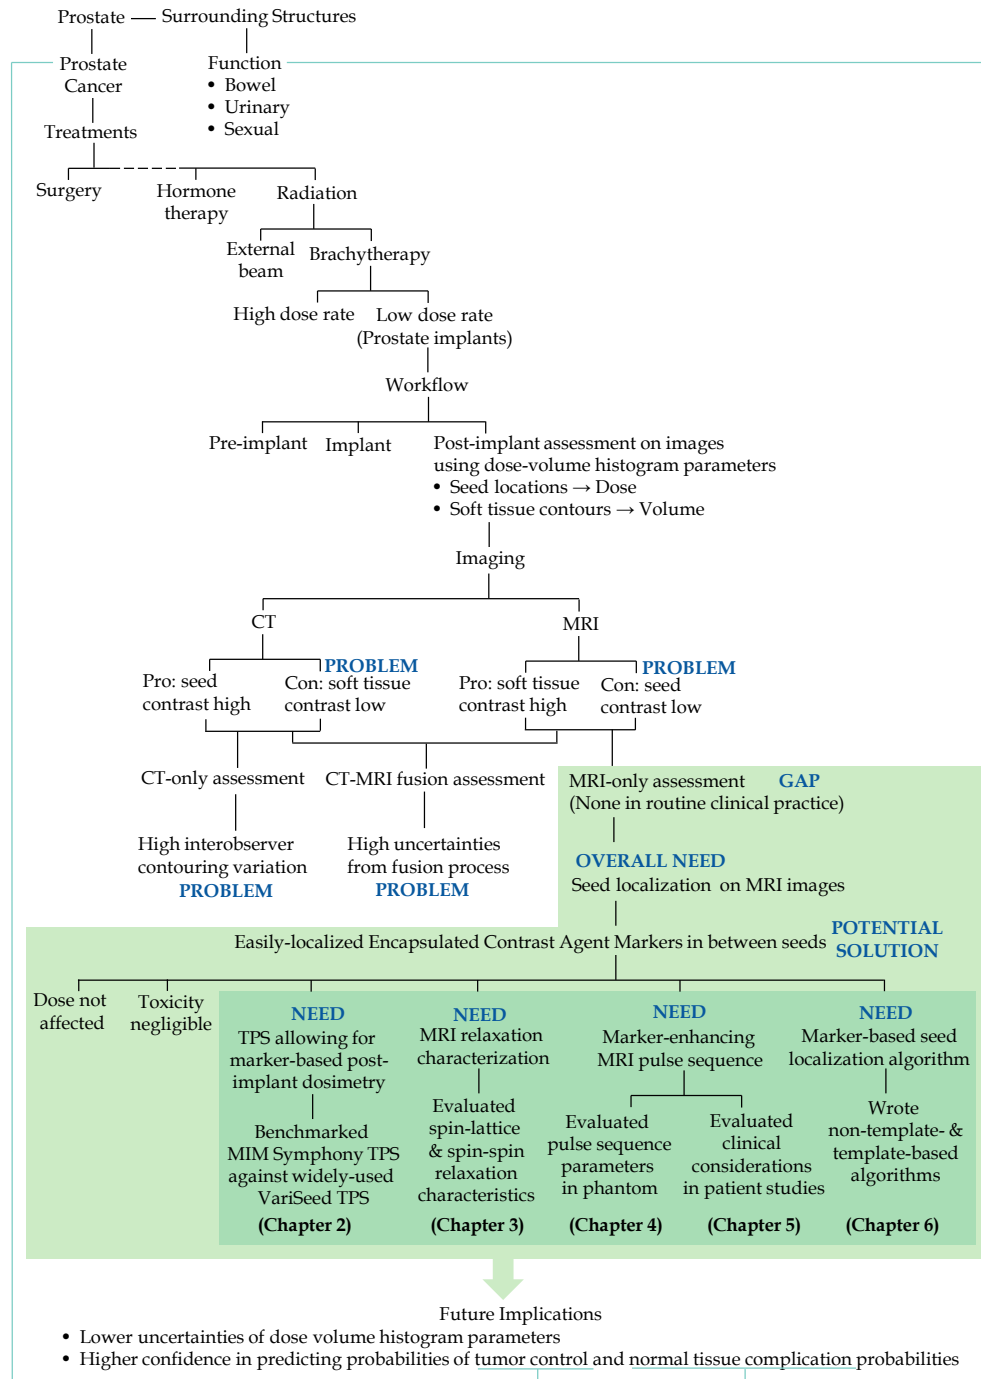 Prostate — Surrounding Structures
Prostate
Cancer
Function
• Bowel
• Urinary
• Sexual
Treatments
Surgery
Hormone
therapy
Radiation
External
beam
Brachytherapy
High dose rate
Low dose rate
(Prostate implants)
Workflow
Pre-implant
Implant
Post-implant assessment on images
using dose-volume histogram parameters
• Seed locations → Dose
• Soft tissue contours → Volume
Imaging
CT
MRI
Pro: seed
contrast high
PROBLEM
Con: soft tissue
contrast low
Pro: soft tissue
contrast high
PROBLEM
Con: seed
contrast low
CT-only assessment
CT-MRI fusion assessment
MRI-only assessment GAP
(None in routine clinical practice)
High interobserver
contouring variation
PROBLEM
High uncertainties
from fusion process
PROBLEM
OVERALL NEED
Seed localization on MRI images
Easily-localized Encapsulated Contrast Agent Markers in between seeds
POTENTIAL
SOLUTION
Dose not
affected
Toxicity
negligible
NEED
TPS allowing for
marker-based post-
implant dosimetry
Benchmarked
MIM Symphony TPS
against widely-used
VariSeed TPS
(Chapter 2)
NEED
MRI relaxation
characterization
Evaluated
spin-lattice
& spin-spin
relaxation
characteristics
(Chapter 3)
NEED
Marker-enhancing
MRI pulse sequence
Evaluated
pulse sequence
parameters
in phantom
(Chapter 4)
Evaluated
clinical
considerations
in patient studies
(Chapter 5)
NEED
Marker-based seed
localization algorithm
Wrote
non-template- &
template-based
algorithms
(Chapter 6)
Future Implications
• Lower uncertainties of dose volume histogram parameters
• Higher confidence in predicting probabilities of tumor control and normal tissue complication probabilities